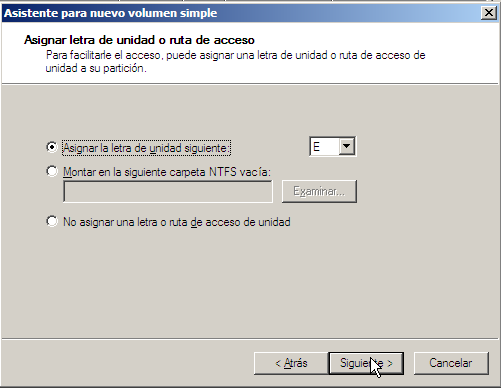 Asistente para nuevo volumen simple
Asignar letra de unidad o ruta de acceso
Para facilitarle el acceso, puede asignar una letra de unidad o ruta de acceso de
unidad a su partición.
Asignar la letra de unidad siguiente:
E
Montar en la siguiente carpeta NTFS vacía:
Examinar...
No asignar una letra o ruta de acceso de unidad
< Atrás
Siguiente >
Cancelar